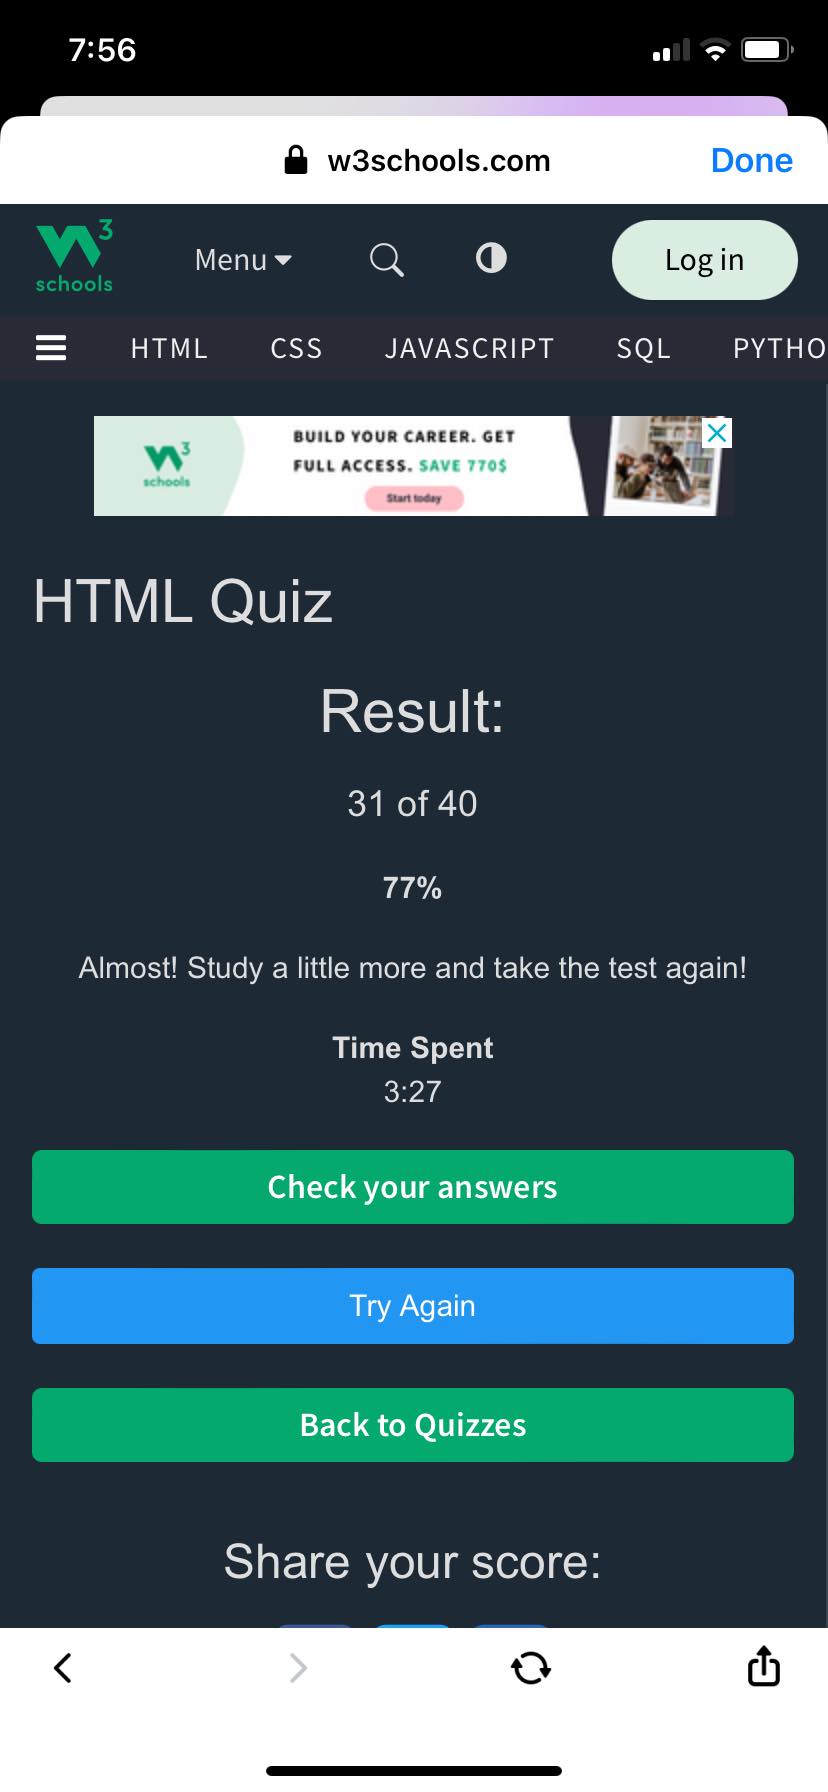 7:56
w3schools.com
Done
W3
schools
Menu
Log in
HTML CSS JAVASCRIPT SQL PYTHO
W3
schools
BUILD YOUR CAREER. GET
FULL ACCESS. SAVE 770$
Start today
HTML Quiz
Result:
31 of 40
77%
Almost! Study a little more and take the test again!
Time Spent
3:27
Check your answers
Try Again
Back to Quizzes
Share your score: